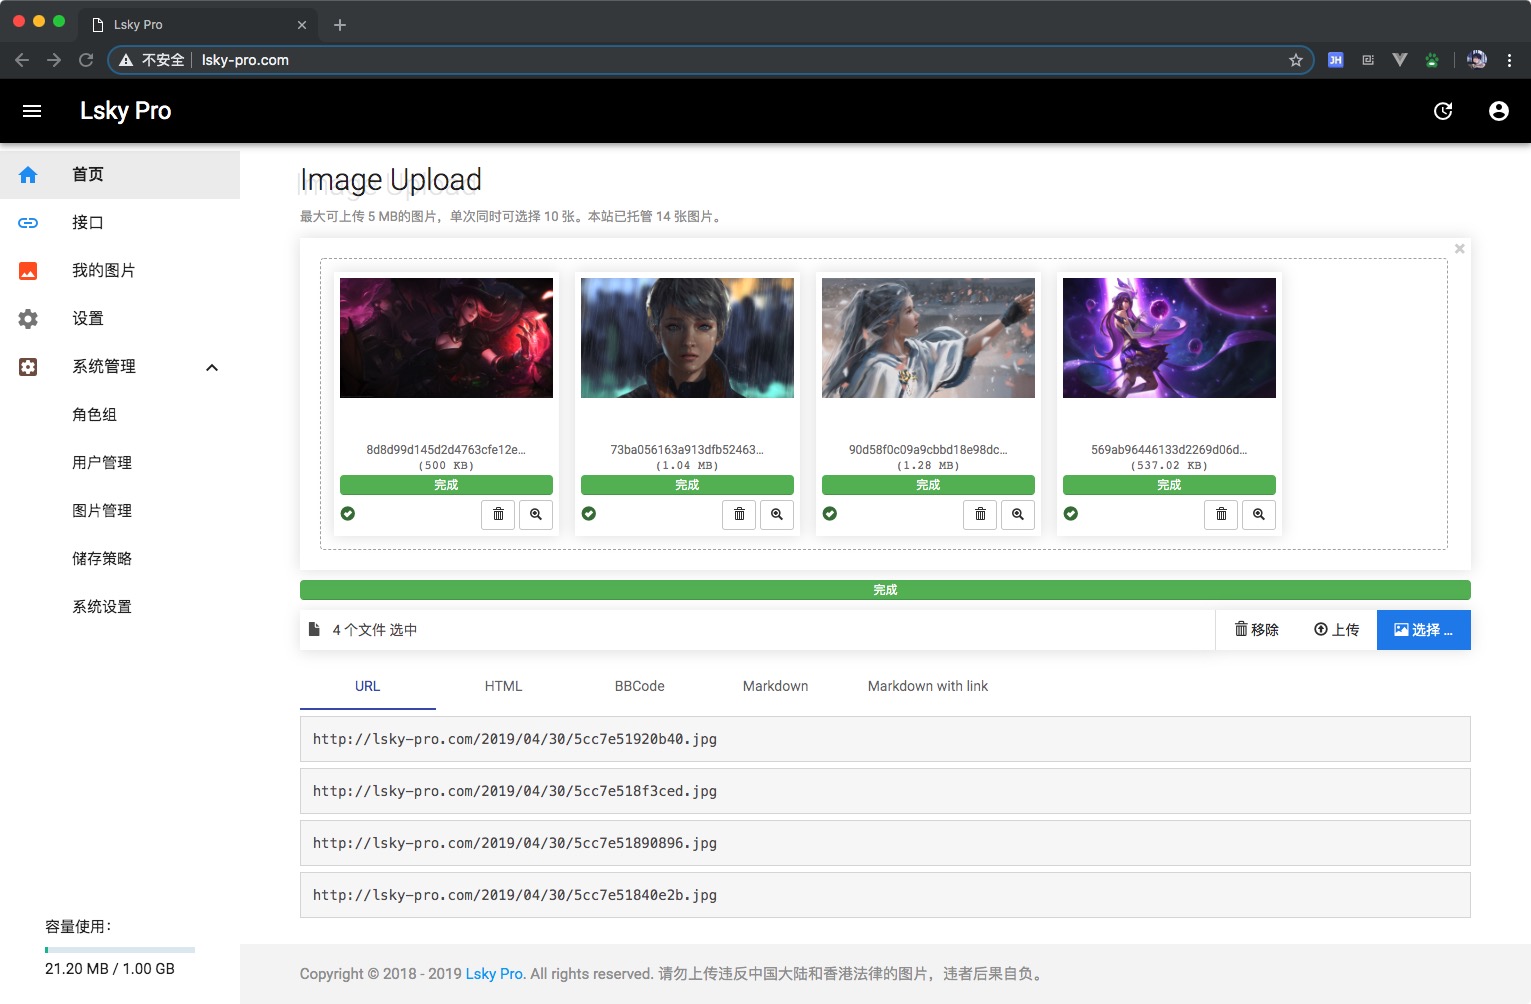 Lsky Pro
不安全 lsky-pro.com
JH
Lsky Pro
首页
接口
我的图片
设置
系统管理
角色组
用户管理
图片管理
储存策略
系统设置
容量使用：
21.20 MB / 1.00 GB
Image Upload
最大可上传 5 MB的图片，单次同时可选择 10 张。本站已托管 14 张图片。
8d8d99d145d2d4763cfe12e...
(500 KB)
完成
73ba056163a913dfb52463...
(1.04 MB)
完成
90d58f0c09a9cbbd18e98dc...
(1.28 MB)
完成
569ab96446133d2269d06d...
(537.02 KB)
完成
完成
4 个文件 选中
移除 上传 选择 ...
URL HTML BBCode Markdown Markdown with link
http://lsky-pro.com/2019/04/30/5cc7e51920b40.jpg
http://lsky-pro.com/2019/04/30/5cc7e518f3ced.jpg
http://lsky-pro.com/2019/04/30/5cc7e51890896.jpg
http://lsky-pro.com/2019/04/30/5cc7e51840e2b.jpg
Copyright © 2018 - 2019 Lsky Pro. All rights reserved. 请勿上传违反中国大陆和香港法律的图片，违者后果自负。